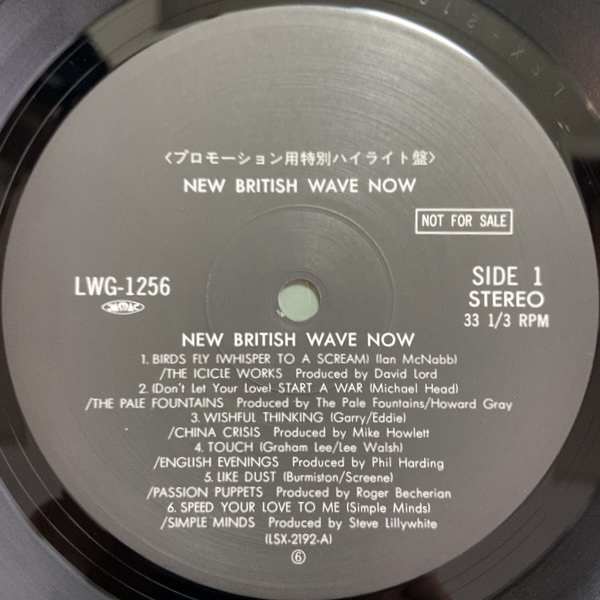 〈プロモーション用特別ハイライト盤〉
NEW BRITISH WAVE NOW
NOT FOR SALE
LWG-1256
JASRAC
SIDE 1
STEREO
33 1/3 RPM
NEW BRITISH WAVE NOW
1. BIRDS FLY (WHISPER TO A SCREAM) (Ian McNabb)
/THE ICICLE WORKS Produced by David Lord
2. (Don't Let Your Love) START A WAR (Michael Head)
/THE PALE FOUNTAINS Produced by The Pale Fountains/Howard Gray
3. WISHFUL THINKING (Garry/Eddie)
/CHINA CRISIS Produced by Mike Howlett
4. TOUCH (Graham Lee/Lee Walsh)
/ENGLISH EVENINGS Produced by Phil Harding
5. LIKE DUST (Burmiston/Screene)
/PASSION PUPPETS Produced by Roger Becherian
6. SPEED YOUR LOVE TO ME (Simple Minds)
/SIMPLE MINDS Produced by Steve Lillywhite
(LSX-2192-A)
⑥